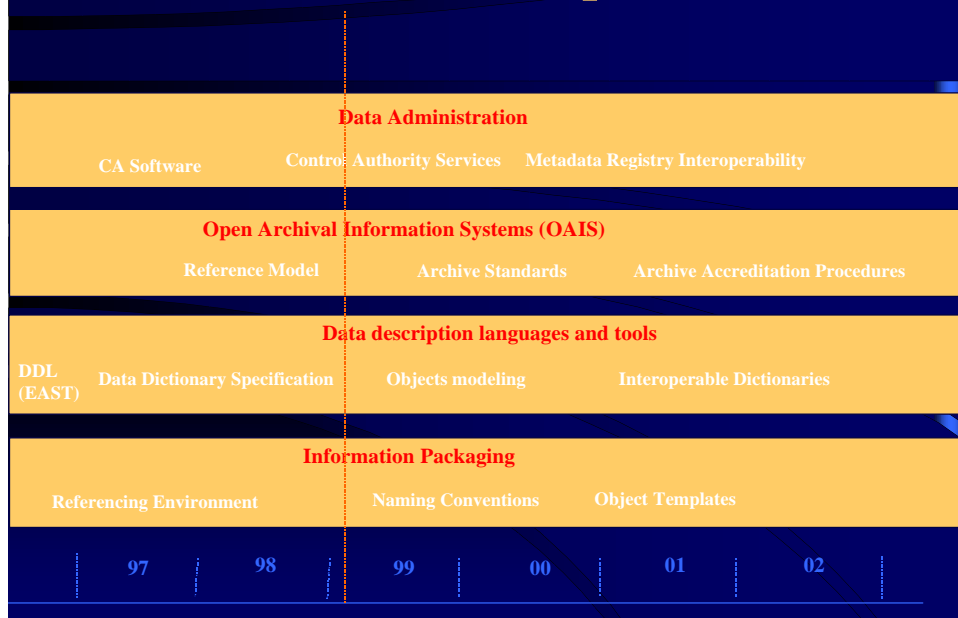 Data Administration
CA Software Control Authority Services Metadata Registry Interoperability
Open Archival Information Systems (OAIS)
Reference Model Archive Standards Archive Accreditation Procedures
Data description languages and tools
DDL
(EAST) Data Dictionary Specification Objects modeling Interoperable Dictionaries
Information Packaging
Referencing Environment Naming Conventions Object Templates
97 98 99 00 01 02